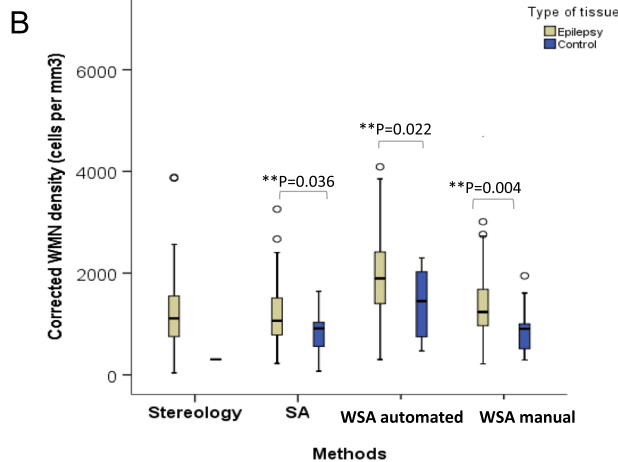 B
Type of tissue
Epilepsy
Control
Corrected WMN density (cells per mm3)
6000
4000
2000
0
**P=0.036
**P=0.022
**P=0.004
Stereology SA WSA automated WSA manual
Methods